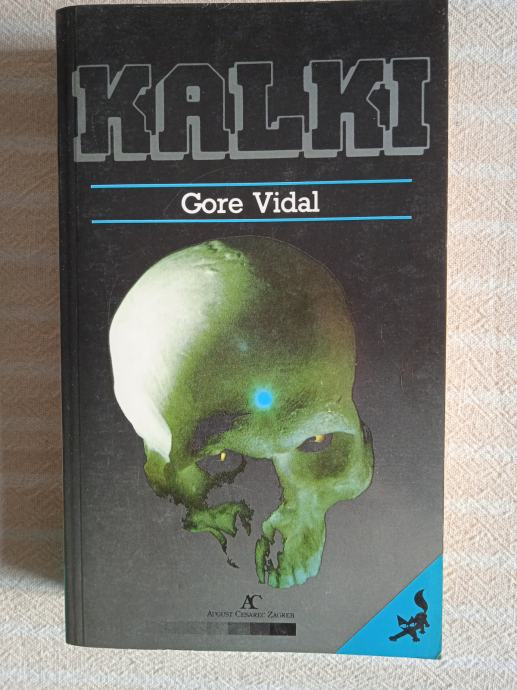 KALKI
Gore Vidal
AC
AUGUST CESAREC ZAGREB